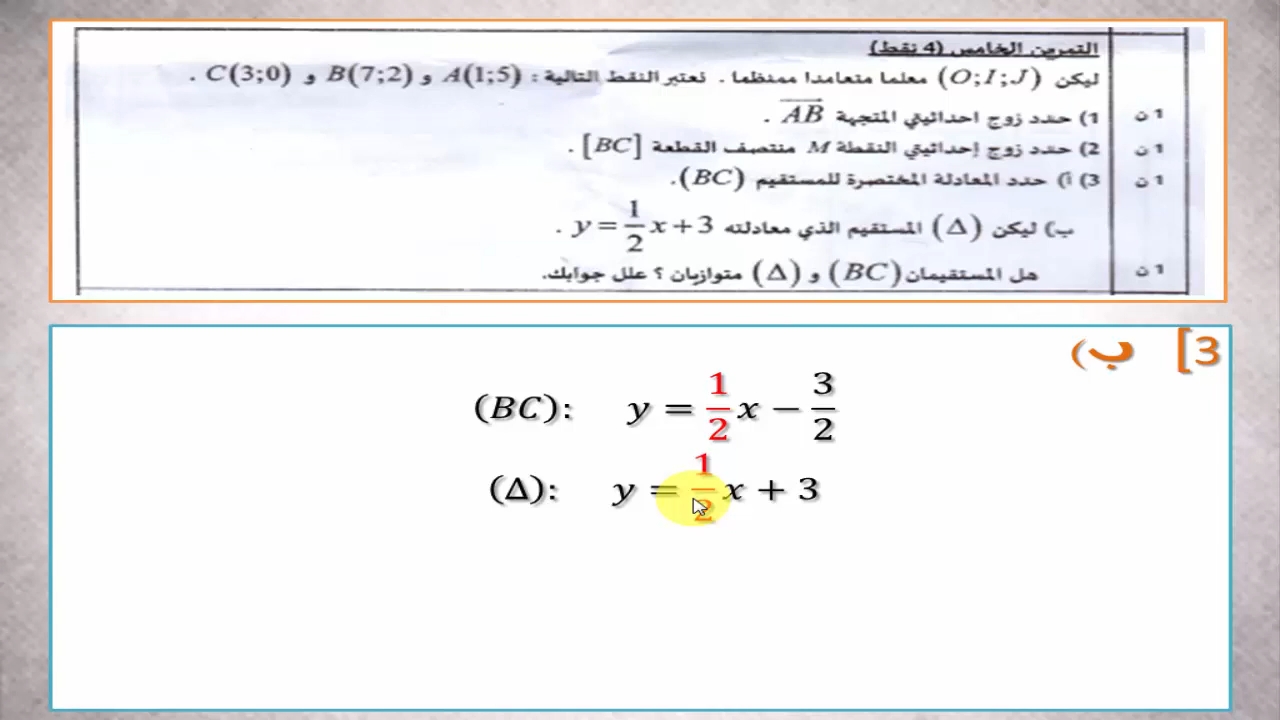 التمرين الخامس (4 نقط)
ليكن (O;I;J) معلما متعامدا ممنظما . نعتبر النقط التالية : A(1;5) و B(7;2) و C(3;0) .
1) حدد زوج احداثيتي المتجهة \overrightarrow{AB} . 1 ن
2) حدد زوج إحداثيتي النقطة M منتصف القطعة [BC] . 1 ن
3) أ) حدد المعادلة المختصرة للمستقيم (BC). 1 ن
ب) ليكن (Δ) المستقيم الذي معادلته y = \frac{1}{2}x + 3 .
هل المستقيمان (BC) و (Δ) متوازيان ؟ علل جوابك. 1 ن
3] ب)
(BC): y = \frac{1}{2}x − \frac{3}{2}
(Δ): y = \frac{1}{2}x + 3